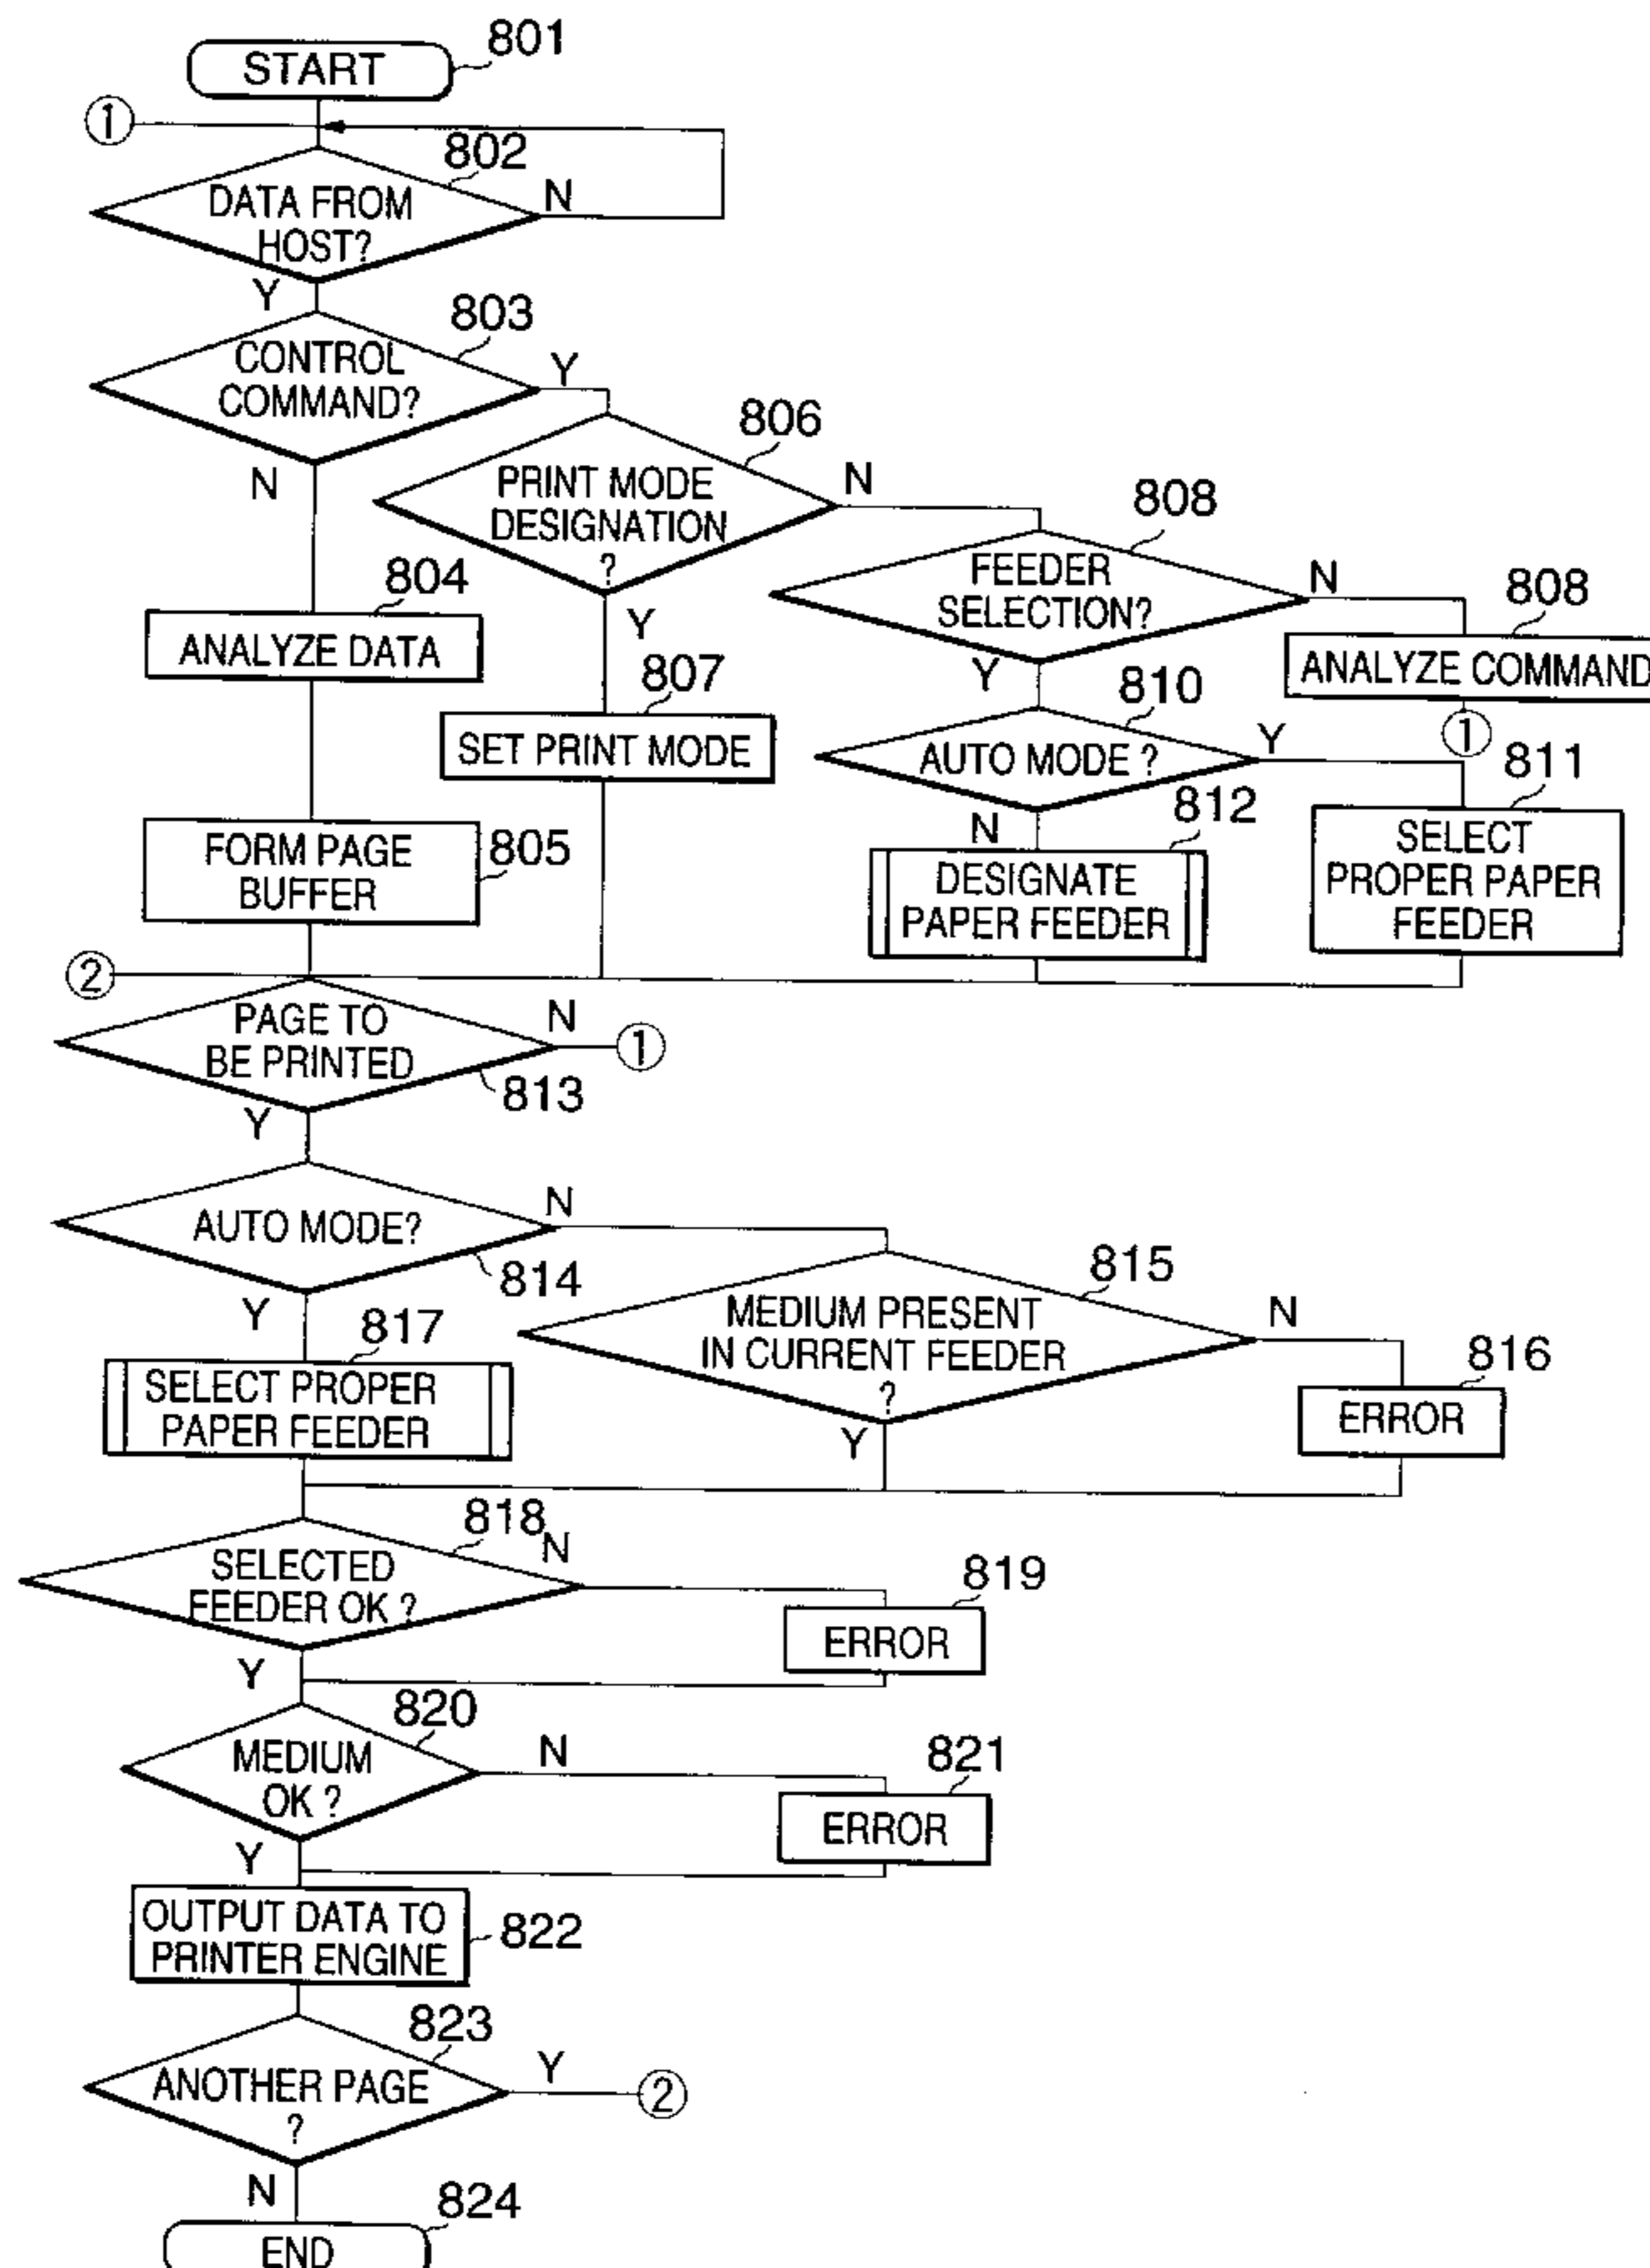 START
801
①
802
DATA FROM
HOST?
N
Y
803
CONTROL
COMMAND?
Y
N
806
PRINT MODE
DESIGNATION
?
N
Y
808
FEEDER
SELECTION?
N
Y
804
ANALYZE DATA
807
SET PRINT MODE
808
ANALYZE COMMAND
①
810
AUTO MODE ?
Y
N
811
SELECT
PROPER PAPER
FEEDER
812
DESIGNATE
PAPER FEEDER
FORM PAGE
BUFFER
805
②
PAGE TO
BE PRINTED
N
①
813
Y
AUTO MODE?
N
814
Y
815
MEDIUM PRESENT
IN CURRENT FEEDER
?
N
Y
816
ERROR
817
SELECT PROPER
PAPER FEEDER
818
SELECTED
FEEDER OK ?
N
Y
819
ERROR
820
MEDIUM
OK ?
N
Y
821
ERROR
OUTPUT DATA TO
PRINTER ENGINE
822
823
ANOTHER PAGE
?
Y
②
N
824
END